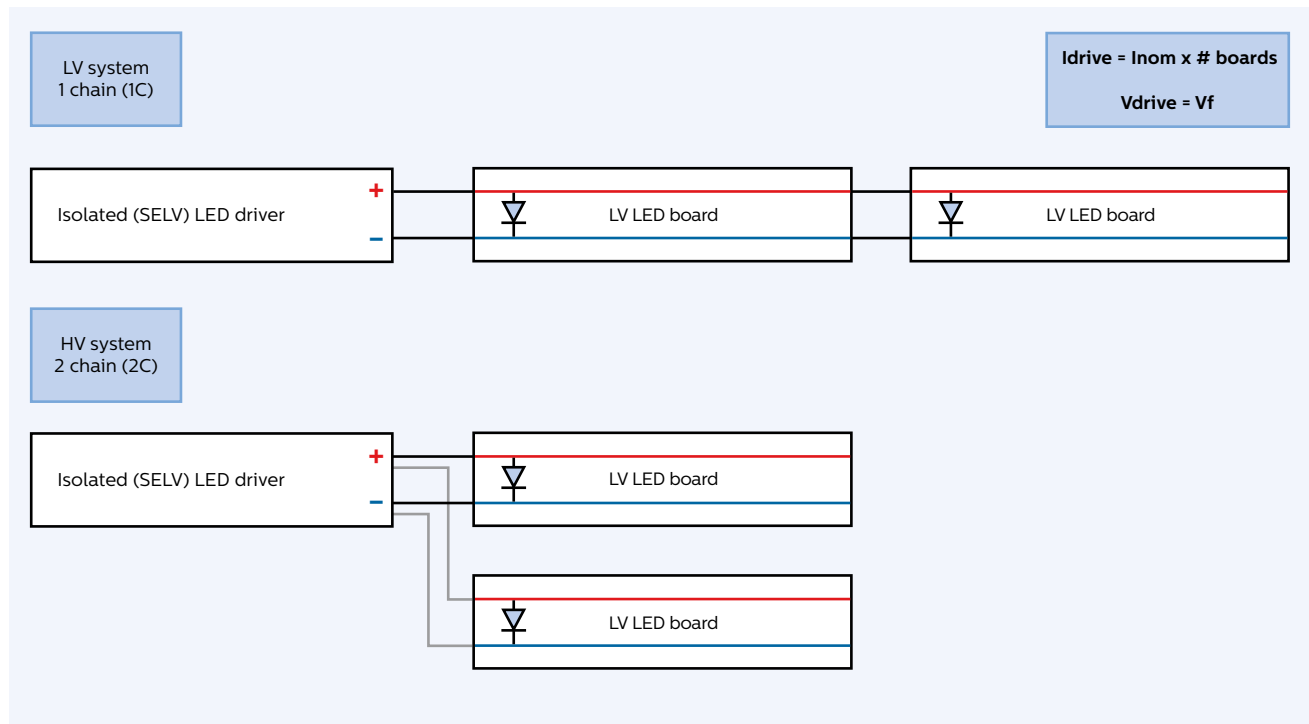 LV system
1 chain (1C)
Idrive = Inom x # boards
Vdrive = Vf
+
Isolated (SELV) LED driver
−
LV LED board
LV LED board
HV system
2 chain (2C)
+
Isolated (SELV) LED driver
−
LV LED board
LV LED board